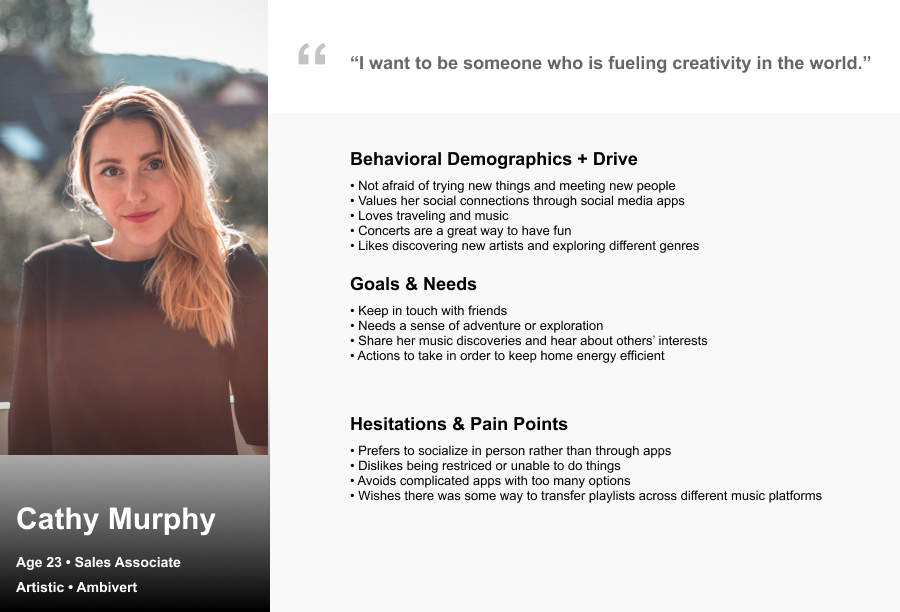 “
“I want to be someone who is fueling creativity in the world.”
Behavioral Demographics + Drive
• Not afraid of trying new things and meeting new people
• Values her social connections through social media apps
• Loves traveling and music
• Concerts are a great way to have fun
• Likes discovering new artists and exploring different genres
Goals & Needs
• Keep in touch with friends
• Needs a sense of adventure or exploration
• Share her music discoveries and hear about others’ interests
• Actions to take in order to keep home energy efficient
Hesitations & Pain Points
• Prefers to socialize in person rather than through apps
• Dislikes being restriced or unable to do things
• Avoids complicated apps with too many options
• Wishes there was some way to transfer playlists across different music platforms
Cathy Murphy
Age 23 • Sales Associate
Artistic • Ambivert